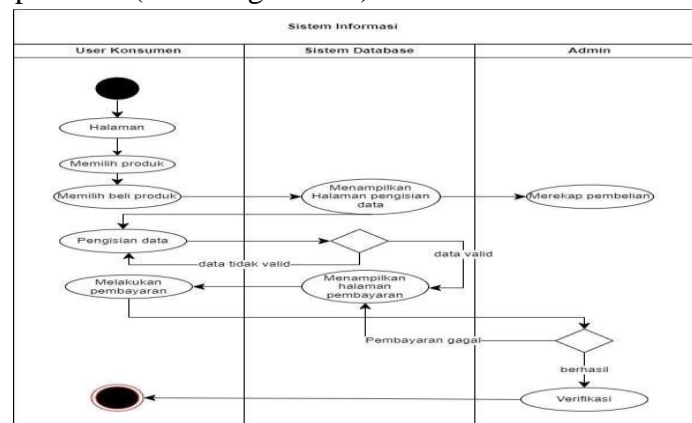 Sistem Informasi
User Konsumen
Sistem Database
Admin
Halaman
Memilih produk
Memilih beli produk
Menampilkan
Halaman pengisian
data
Merekap pembelian
Pengisian data
data tidak valid
data valid
Melakukan
pembayaran
Menampilkan
halaman
pembayaran
Pembayaran gagal
berhasil
Verifikasi